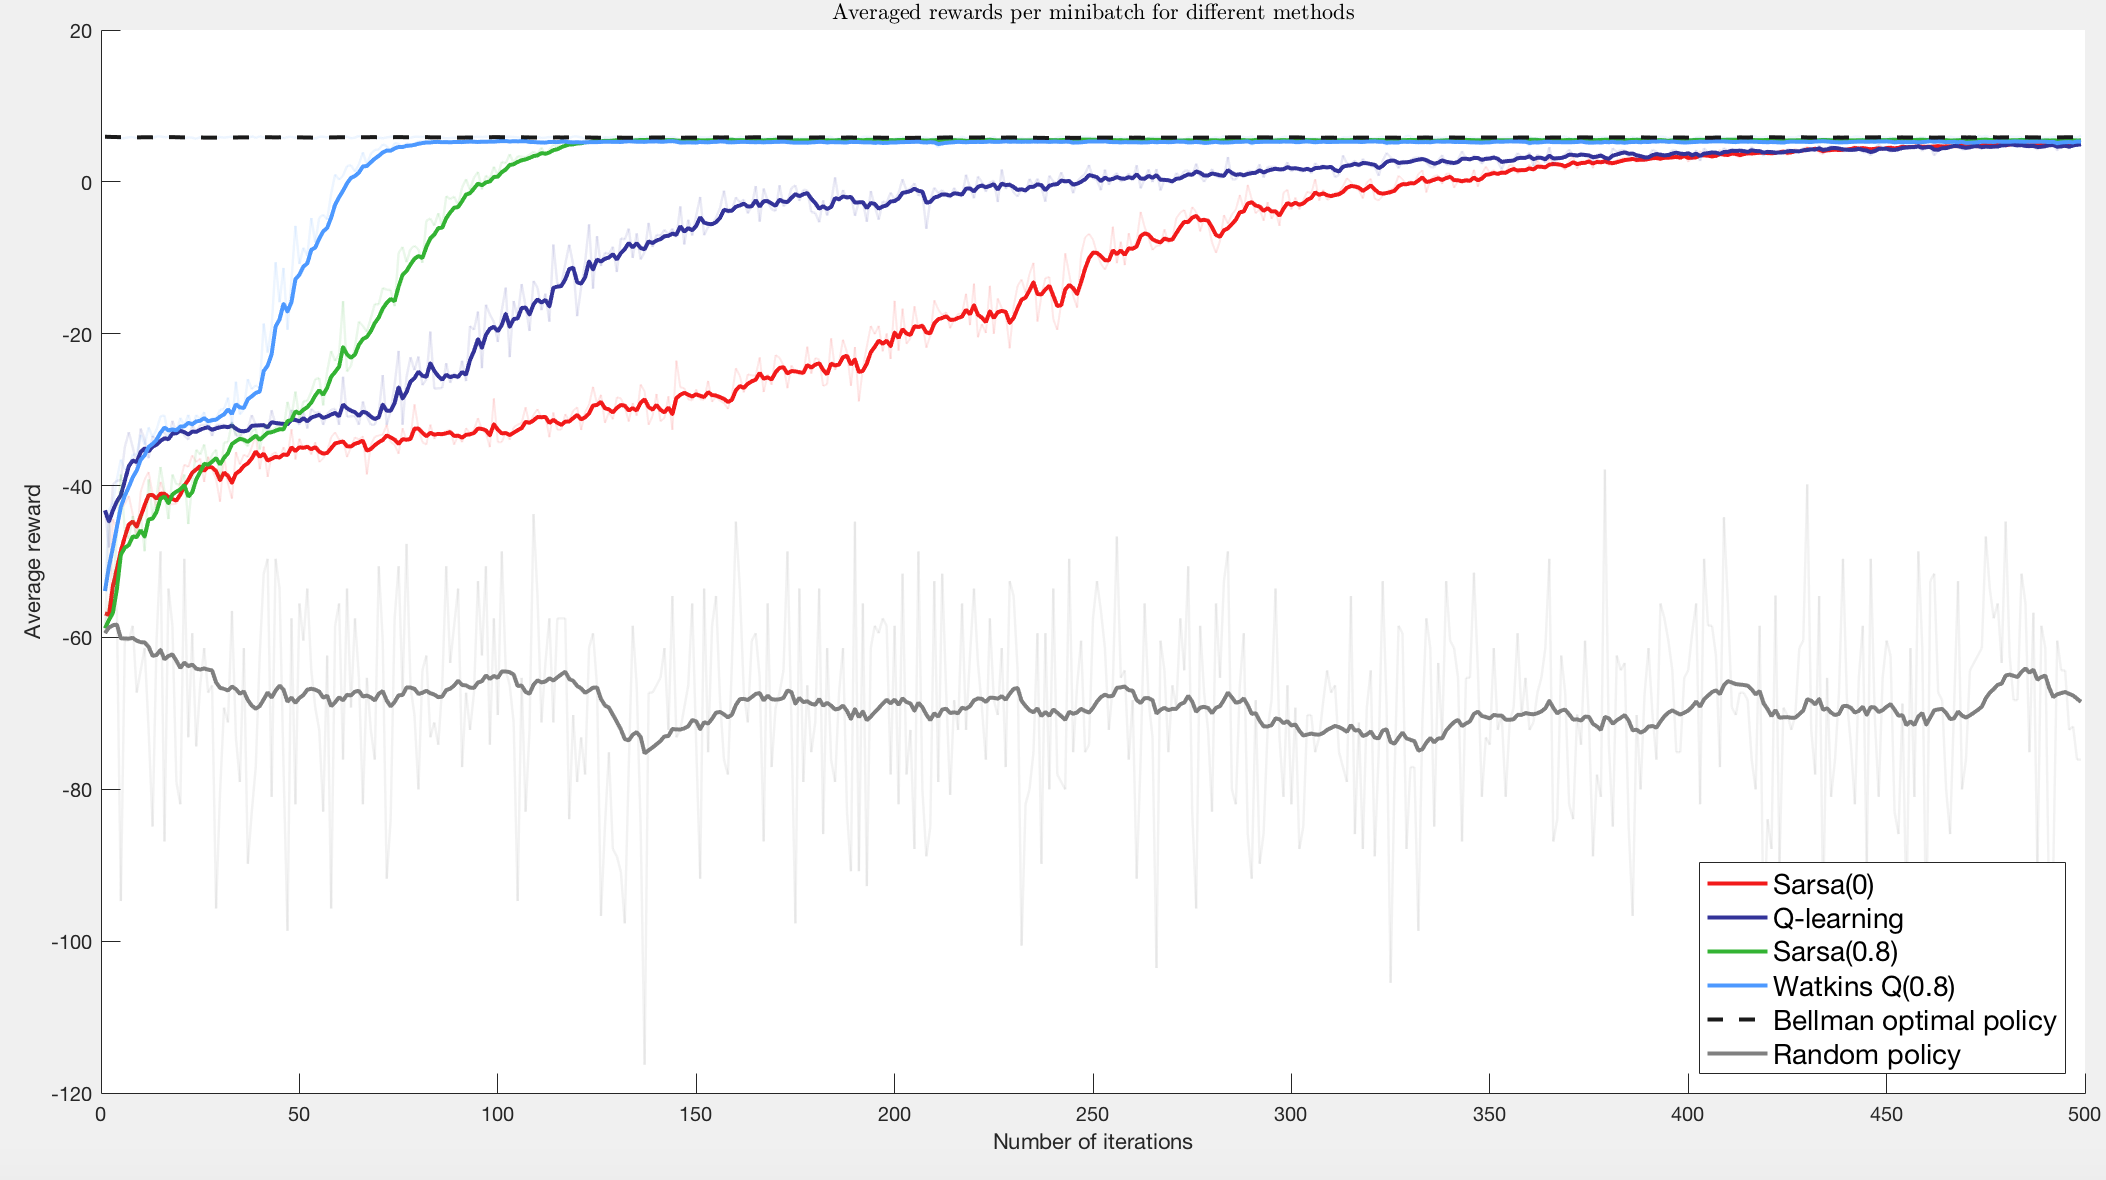 Averaged rewards per minibatch for different methods
20
0
-20
-40
-60
-80
-100
-120
Average reward
0 50 100 150 200 250 300 350 400 450 500
Number of iterations
Sarsa(0)
Q-learning
Sarsa(0.8)
Watkins Q(0.8)
Bellman optimal policy
Random policy